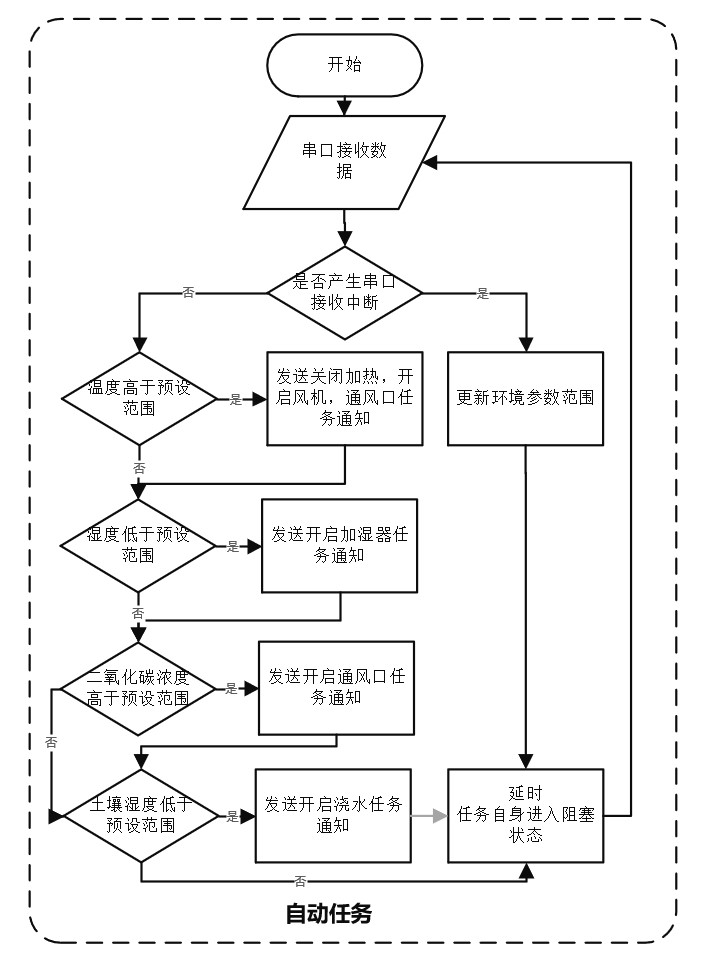 开始
串口接收数
据
是否产生串口
接收中断
否
是
温度高于预设
范围
是
发送关闭加热，开
启风机，通风口任
务通知
更新环境参数范围
否
湿度低于预设
范围
是
发送开启加湿器任
务通知
否
二氧化碳浓度
高于预设范围
是
发送开启通风口任
务通知
否
土壤湿度低于
预设范围
是
发送开启浇水任务
通知
延时
任务自身进入阻塞
状态
否
自动任务